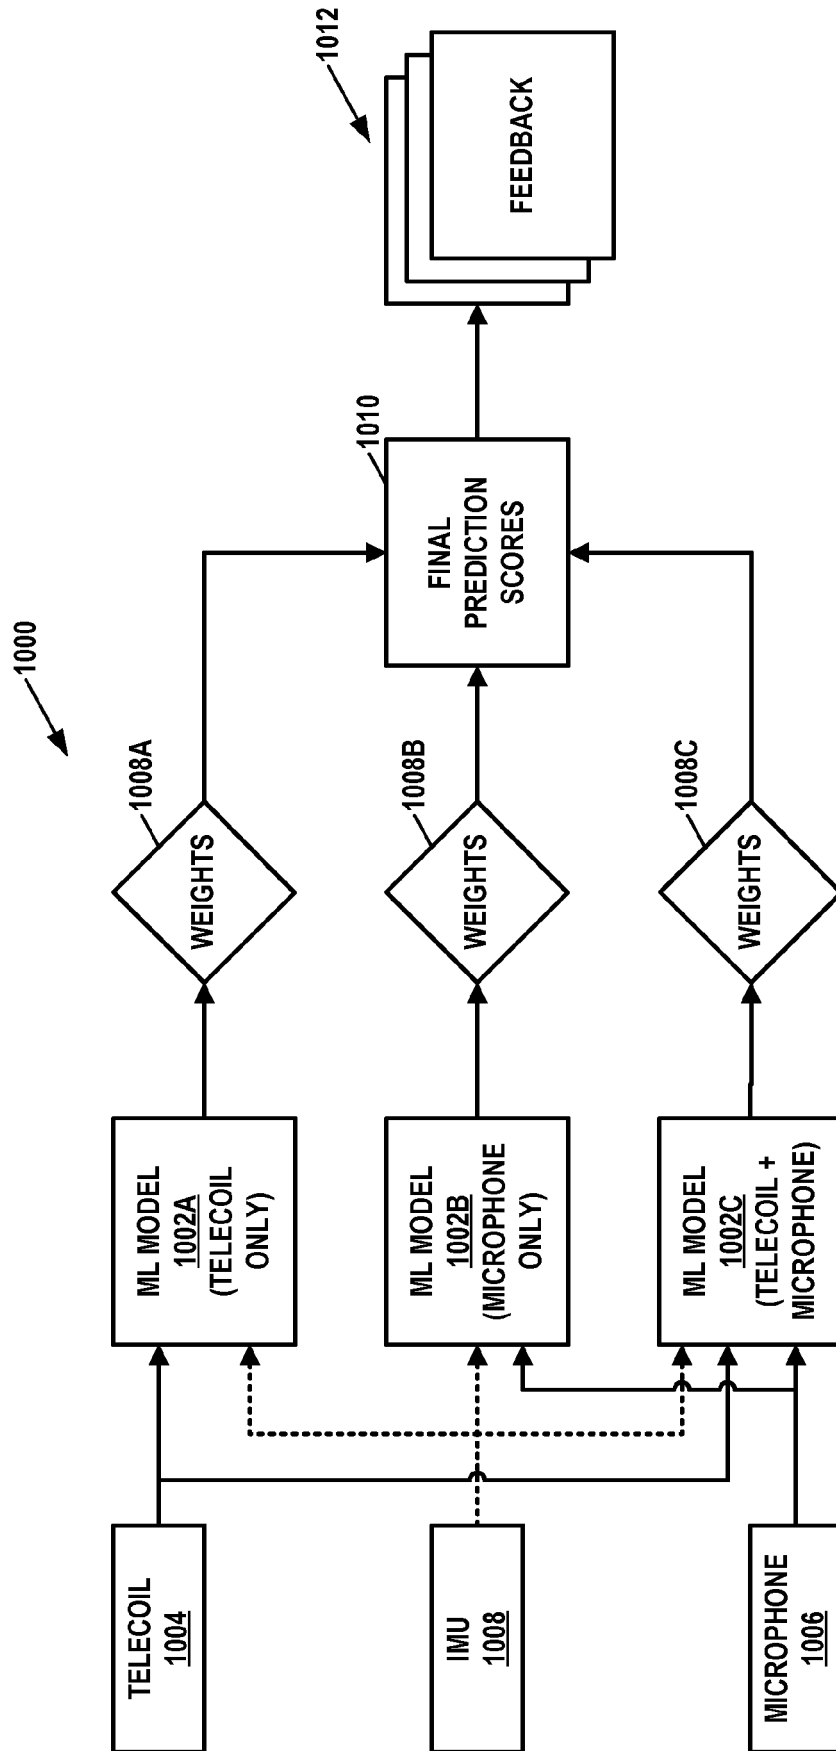 1000
TELECOIL
1004
IMU
1008
MICROPHONE
1006
ML MODEL
1002A
(TELECOIL
ONLY)
ML MODEL
1002B
(MICROPHONE
ONLY)
ML MODEL
1002C
(TELECOIL +
MICROPHONE)
1008A
WEIGHTS
1008B
WEIGHTS
1008C
WEIGHTS
1010
FINAL
PREDICTION
SCORES
1012
FEEDBACK